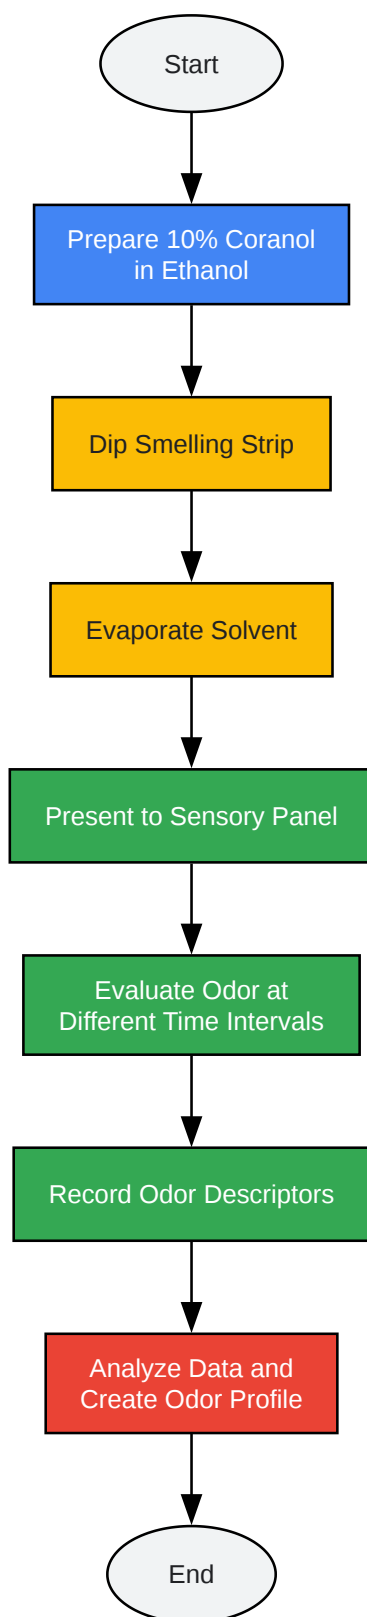 Start
Prepare 10% Coranol
in Ethanol
Dip Smelling Strip
Evaporate Solvent
Present to Sensory Panel
Evaluate Odor at
Different Time Intervals
Record Odor Descriptors
Analyze Data and
Create Odor Profile
End